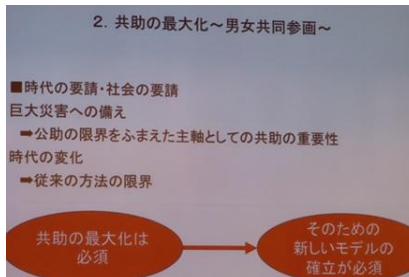 2. 共助の最大化～男女共同参画～
■時代の要請・社会の要請
巨大災害への備え
➡公助の限界をふまえた主軸としての共助の重要性
時代の変化
➡従来の方法の限界
共助の最大化は
必須
そのための
新しいモデルの
確立が必須